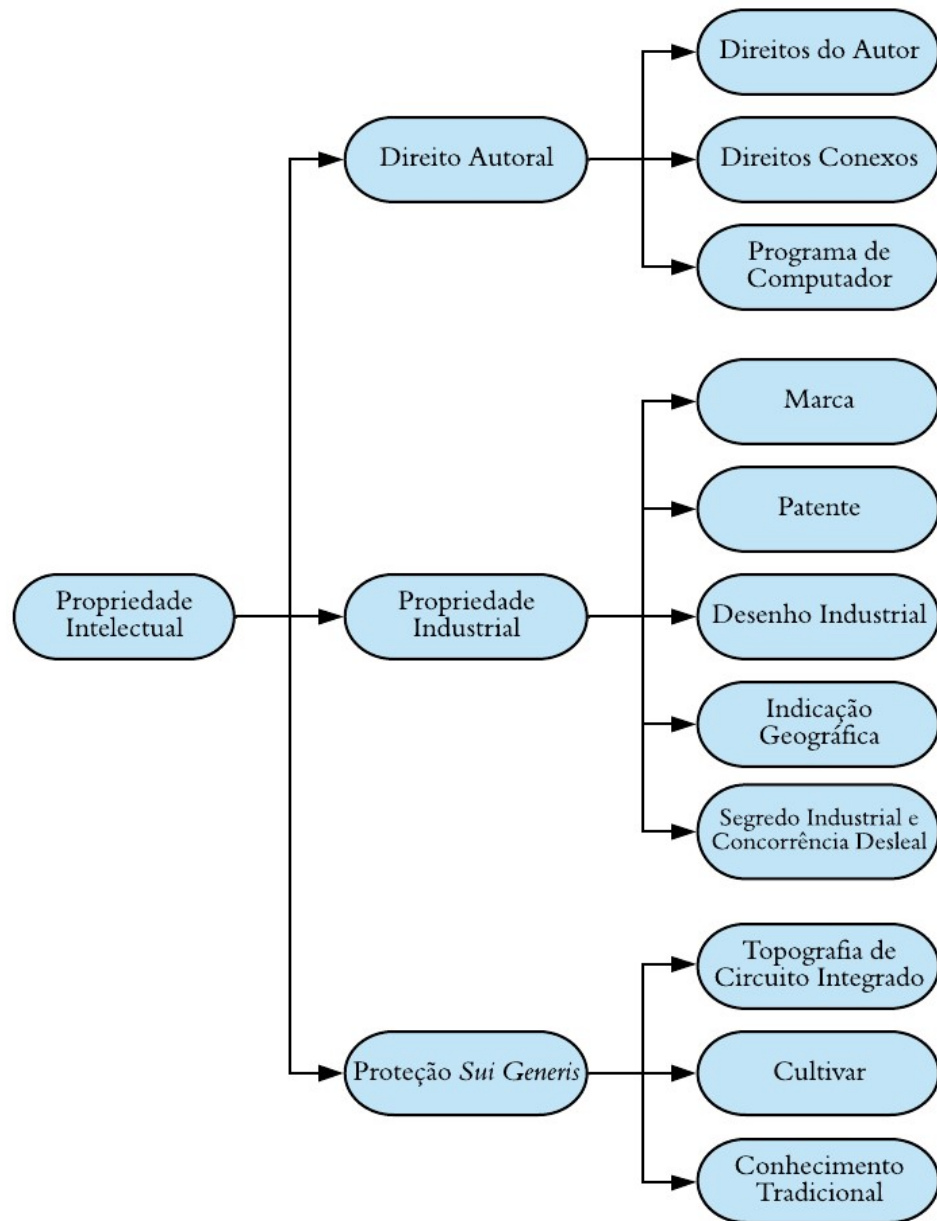 Propriedade
Intelectual
Direito Autoral
Direitos do Autor
Direitos Conexos
Programa de
Computador
Propriedade
Industrial
Marca
Patente
Desenho Industrial
Indicação
Geográfica
Segredo Industrial e
Concorrência Desleal
Proteção Sui Generis
Topografia de
Circuito Integrado
Cultivar
Conhecimento
Tradicional